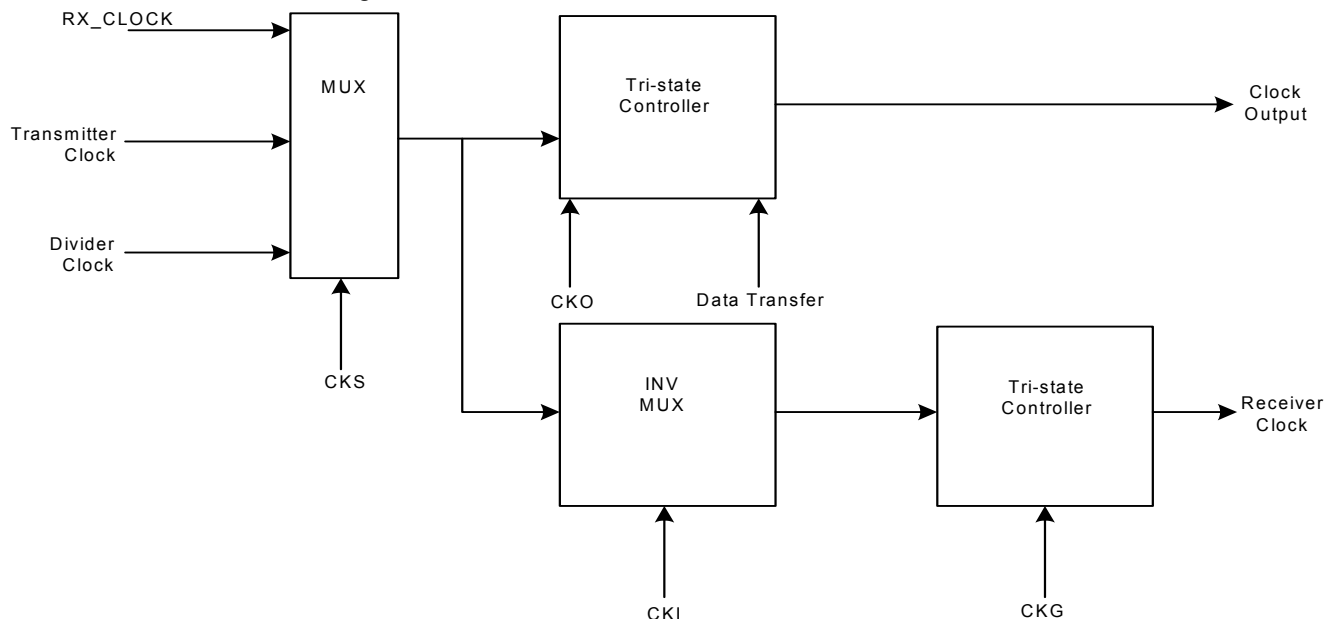 RX_CLOCK
MUX
Tri-state
Controller
Clock
Output
Transmitter
Clock
Divider
Clock
CKO
Data Transfer
CKS
INV
MUX
Tri-state
Controller
Receiver
Clock
CKI
CKG